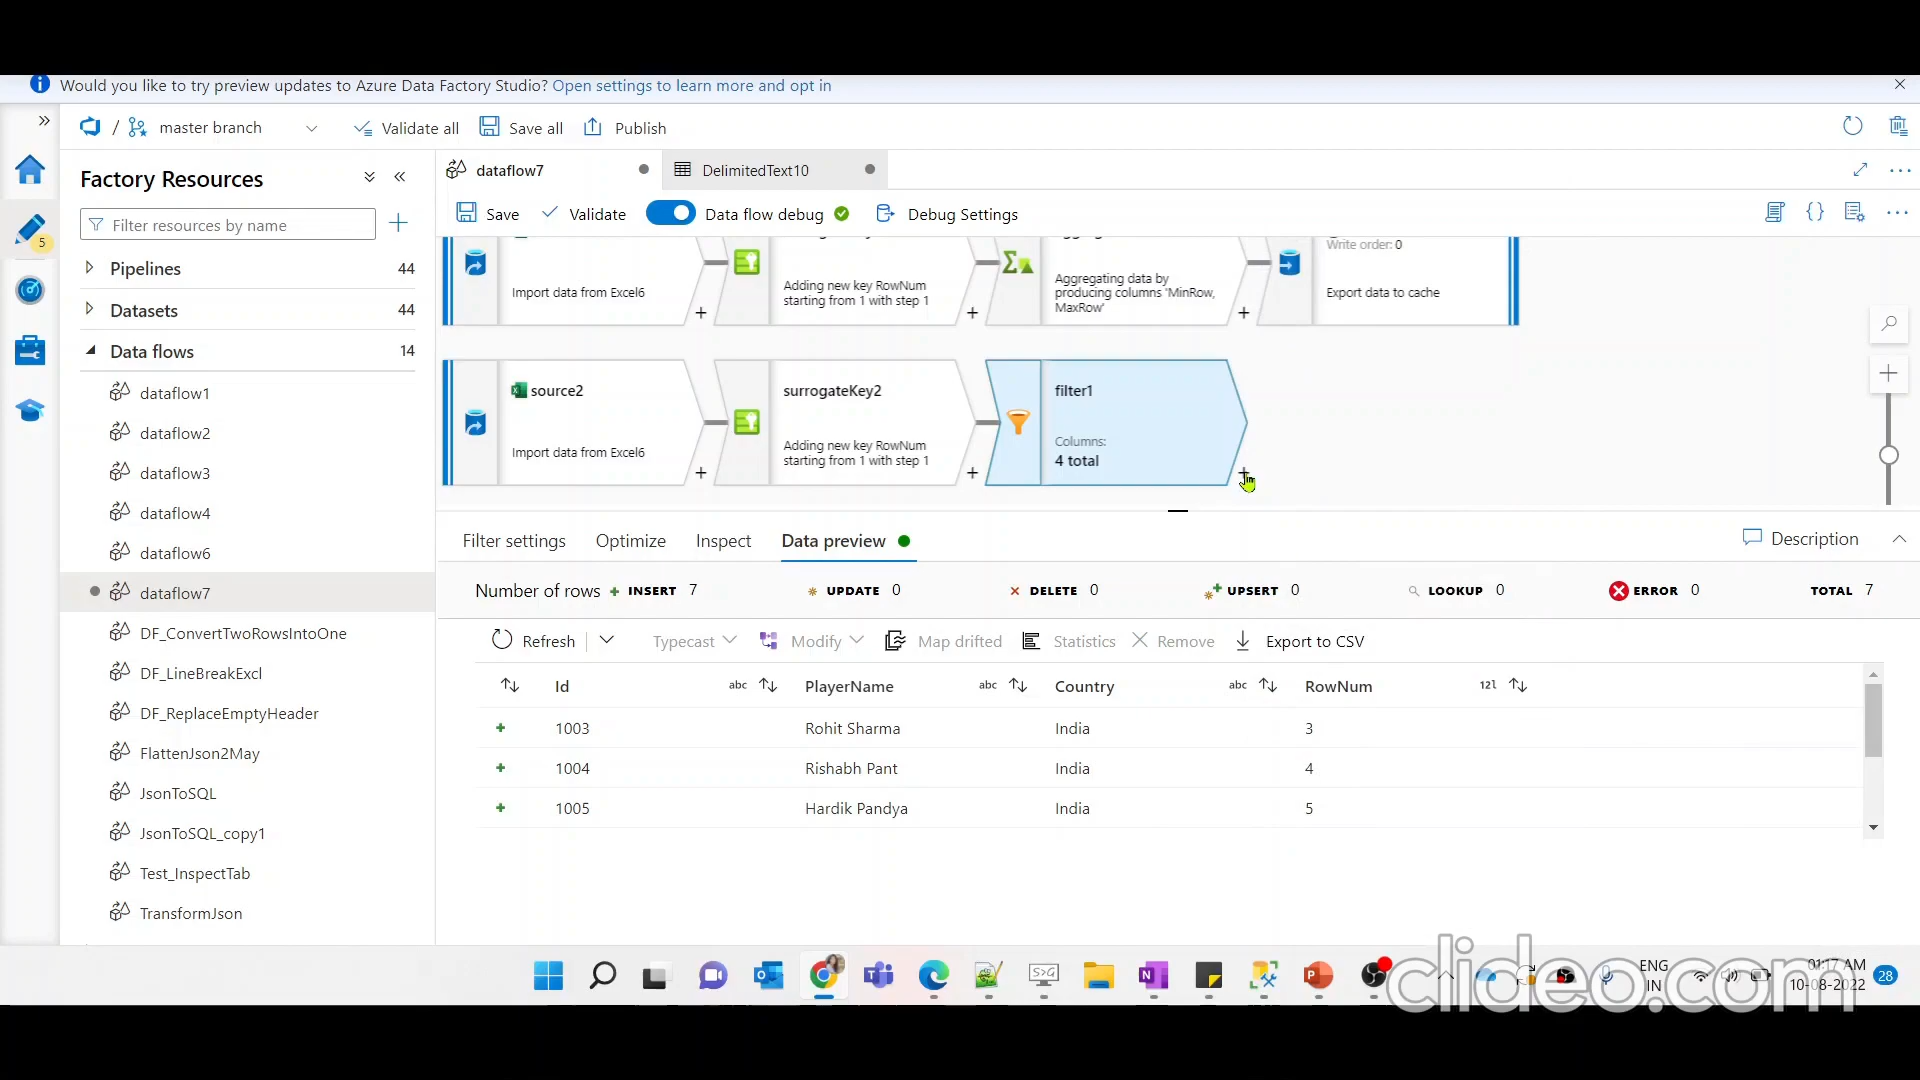 Would you like to try preview updates to Azure Data Factory Studio? Open settings to learn more and opt in
/ master branch
Validate all
Save all
Publish
5
Factory Resources
Filter resources by name
Pipelines 44
Datasets 44
Data flows 14
dataflow1
dataflow2
dataflow3
dataflow4
dataflow6
dataflow7
DF_ConvertTwoRowsIntoOne
DF_LineBreakExcl
DF_ReplaceEmptyHeader
FlattenJson2May
JsonToSQL
JsonToSQL_copy1
Test_InspectTab
TransformJson
dataflow7
DelimitedText10
Save
Validate
Data flow debug
Debug Settings
Import data from Excel6
Adding new key RowNum
starting from 1 with step 1
Aggregating data by
producing columns 'MinRow,
MaxRow'
Write order: 0
Export data to cache
source2
Import data from Excel6
surrogateKey2
Adding new key RowNum
starting from 1 with step 1
filter1
Columns:
4 total
Filter settings
Optimize
Inspect
Data preview
Description
Number of rows + INSERT 7
UPDATE 0
DELETE 0
UPSERT 0
LOOKUP 0
ERROR 0
TOTAL 7
Refresh
Typecast
Modify
Map drifted
Statistics
Remove
Export to CSV
Id abc PlayerName abc Country abc RowNum 12l
+ 1003 Rohit Sharma India 3
+ 1004 Rishabh Pant India 4
+ 1005 Hardik Pandya India 5
S>G
ENG
IN
01:17 AM
10-08-2022
28
clideo.com